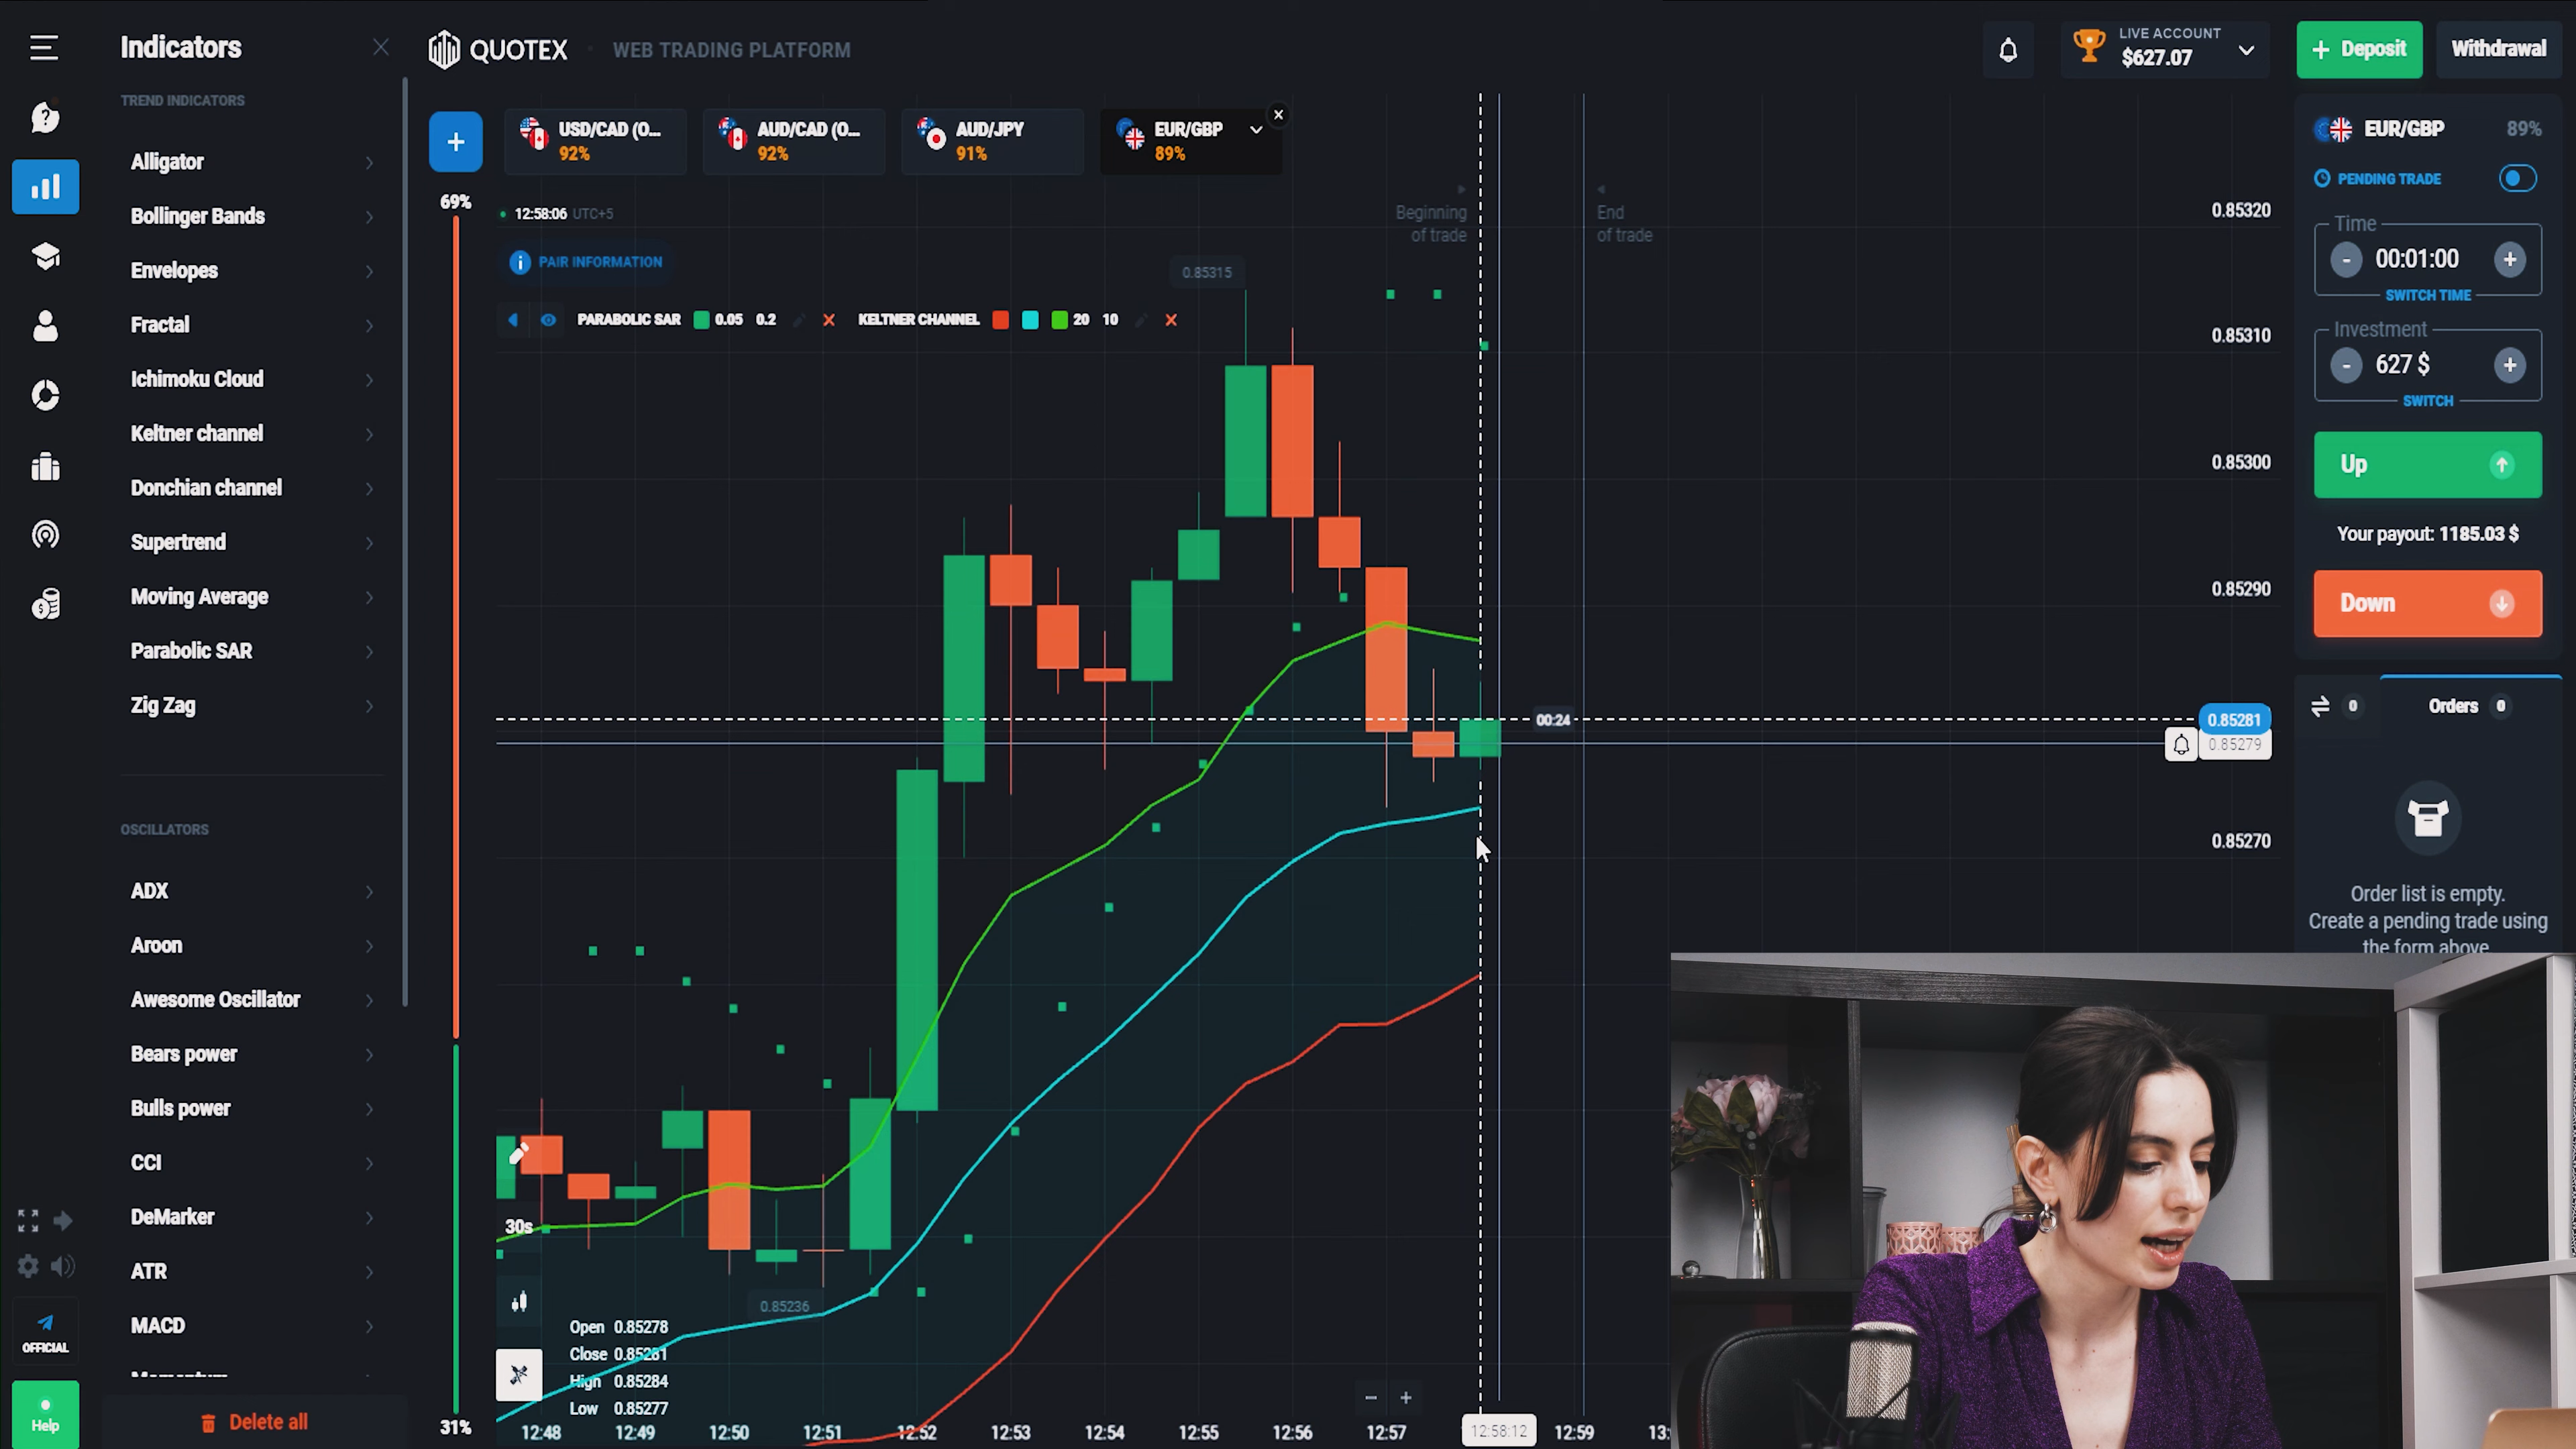 Indicators
QUOTEX
WEB TRADING PLATFORM
LIVE ACCOUNT
$627.07
+ Deposit
Withdrawal
TREND INDICATORS
Alligator
Bollinger Bands
Envelopes
Fractal
Ichimoku Cloud
Keltner channel
Donchian channel
Supertrend
Moving Average
Parabolic SAR
Zig Zag
OSCILLATORS
ADX
Aroon
Awesome Oscillator
Bears power
Bulls power
CCI
DeMarker
ATR
MACD
Momentum
Delete all
OFFICIAL
Help
USD/CAD (O...
92%
AUD/CAD (O...
92%
AUD/JPY
91%
EUR/GBP
89%
69%
31%
12:58:06 UTC+5
PAIR INFORMATION
PARABOLIC SAR 0.05 0.2
KELTNER CHANNEL 20 10
Beginning
of trade
End
of trade
0.85315
0.85236
00:24
30s
Open 0.85278
Close 0.85281
High 0.85284
Low 0.85277
12:48
12:49
12:50
12:51
12:52
12:53
12:54
12:55
12:56
12:57
12:58:12
12:59
13:
0.85320
0.85310
0.85300
0.85290
0.85281
0.85279
0.85270
EUR/GBP 89%
PENDING TRADE
Time
- 00:01:00 +
SWITCH TIME
Investment
- 627 $ +
SWITCH
Up
Your payout: 1185.03 $
Down
0
Orders 0
Order list is empty.
Create a pending trade using
the form above